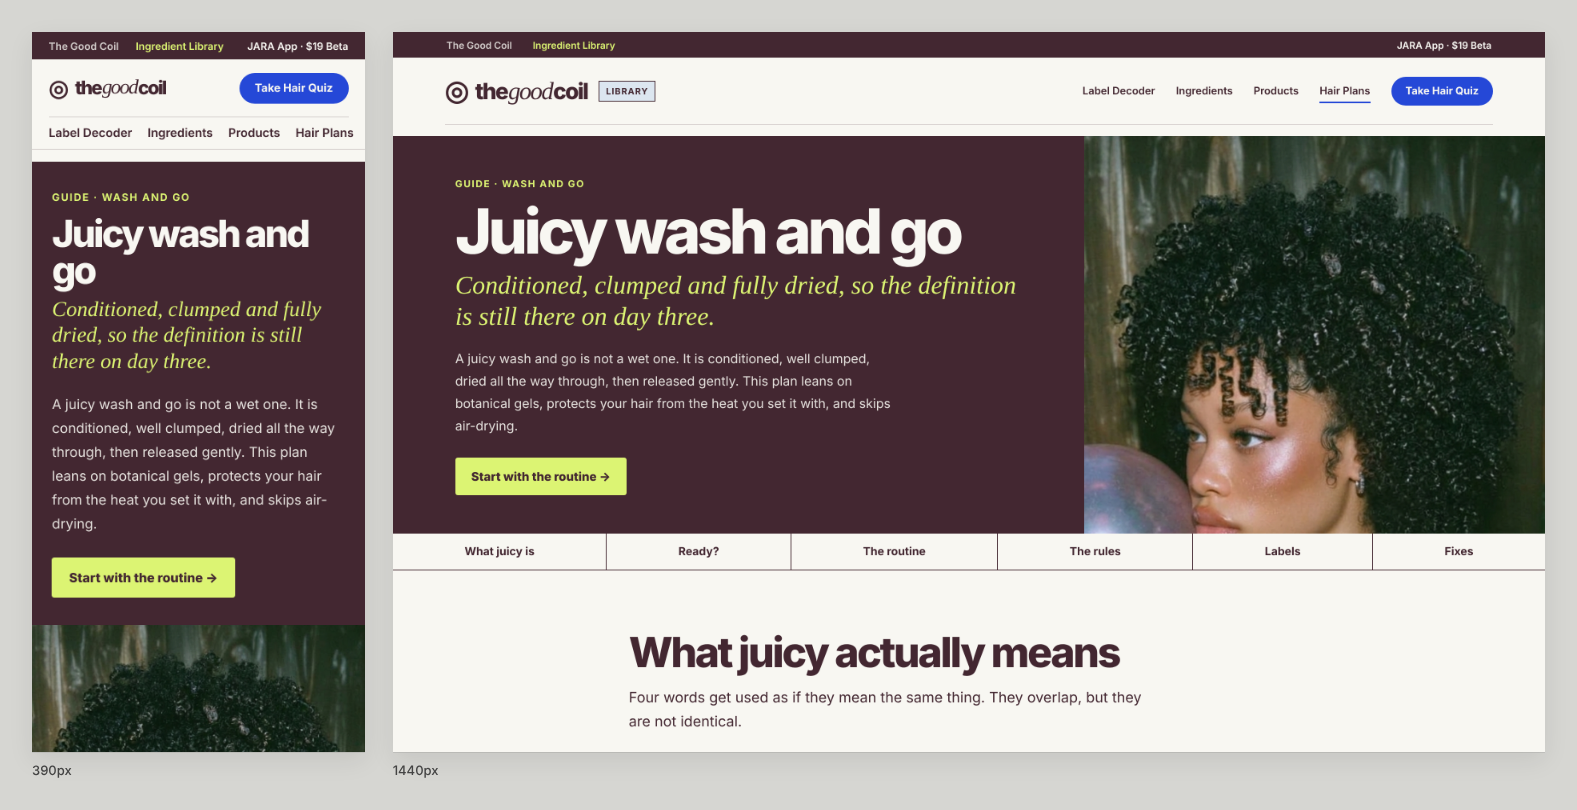 The Good Coil Ingredient Library JARA App · $19 Beta
thegoodcoil Take Hair Quiz
Label Decoder Ingredients Products Hair Plans
GUIDE · WASH AND GO
Juicy wash and
go
Conditioned, clumped and fully
dried, so the definition is still
there on day three.
A juicy wash and go is not a wet one. It is
conditioned, well clumped, dried all the way
through, then released gently. This plan
leans on botanical gels, protects your hair
from the heat you set it with, and skips air-
drying.
Start with the routine →
390px
The Good Coil Ingredient Library JARA App · $19 Beta
thegoodcoil LIBRARY Label Decoder Ingredients Products Hair Plans Take Hair Quiz
GUIDE · WASH AND GO
Juicy wash and go
Conditioned, clumped and fully dried, so the definition
is still there on day three.
A juicy wash and go is not a wet one. It is conditioned, well clumped,
dried all the way through, then released gently. This plan leans on
botanical gels, protects your hair from the heat you set it with, and skips
air-drying.
Start with the routine →
What juicy is Ready? The routine The rules Labels Fixes
What juicy actually means
Four words get used as if they mean the same thing. They overlap, but they
are not identical.
1440px